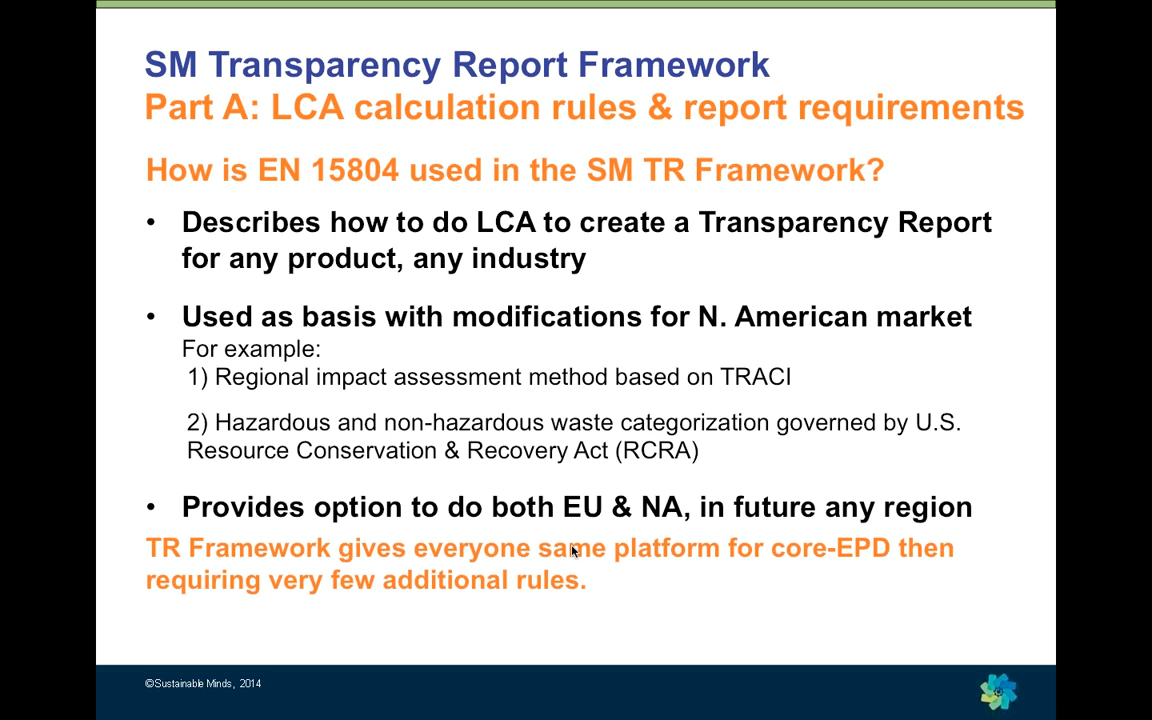 SM Transparency Report Framework
Part A: LCA calculation rules & report requirements
How is EN 15804 used in the SM TR Framework?
• Describes how to do LCA to create a Transparency Report
for any product, any industry
• Used as basis with modifications for N. American market
For example:
1) Regional impact assessment method based on TRACI
2) Hazardous and non-hazardous waste categorization governed by U.S.
Resource Conservation & Recovery Act (RCRA)
• Provides option to do both EU & NA, in future any region
TR Framework gives everyone same platform for core-EPD then
requiring very few additional rules.
©Sustainable Minds, 2014